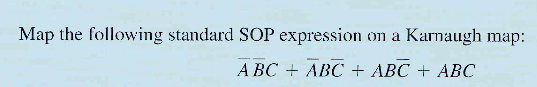 Map the following standard SOP expression on a Karnaugh map:
A̅ B̅C + A̅BC̅ + ABC̅ + ABC